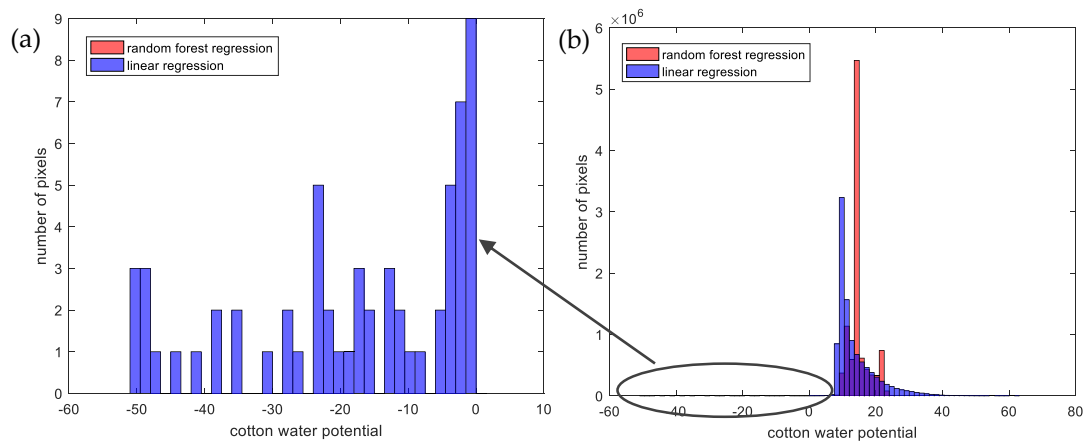 (a)
random forest regression
linear regression
number of pixels
9
8
7
6
5
4
3
2
1
0
-60 -50 -40 -30 -20 -10 0 10
cotton water potential
(b)
×10⁶
random forest regression
linear regression
number of pixels
6
5
4
3
2
1
0
-60 -40 -20 0 20 40 60 80
cotton water potential